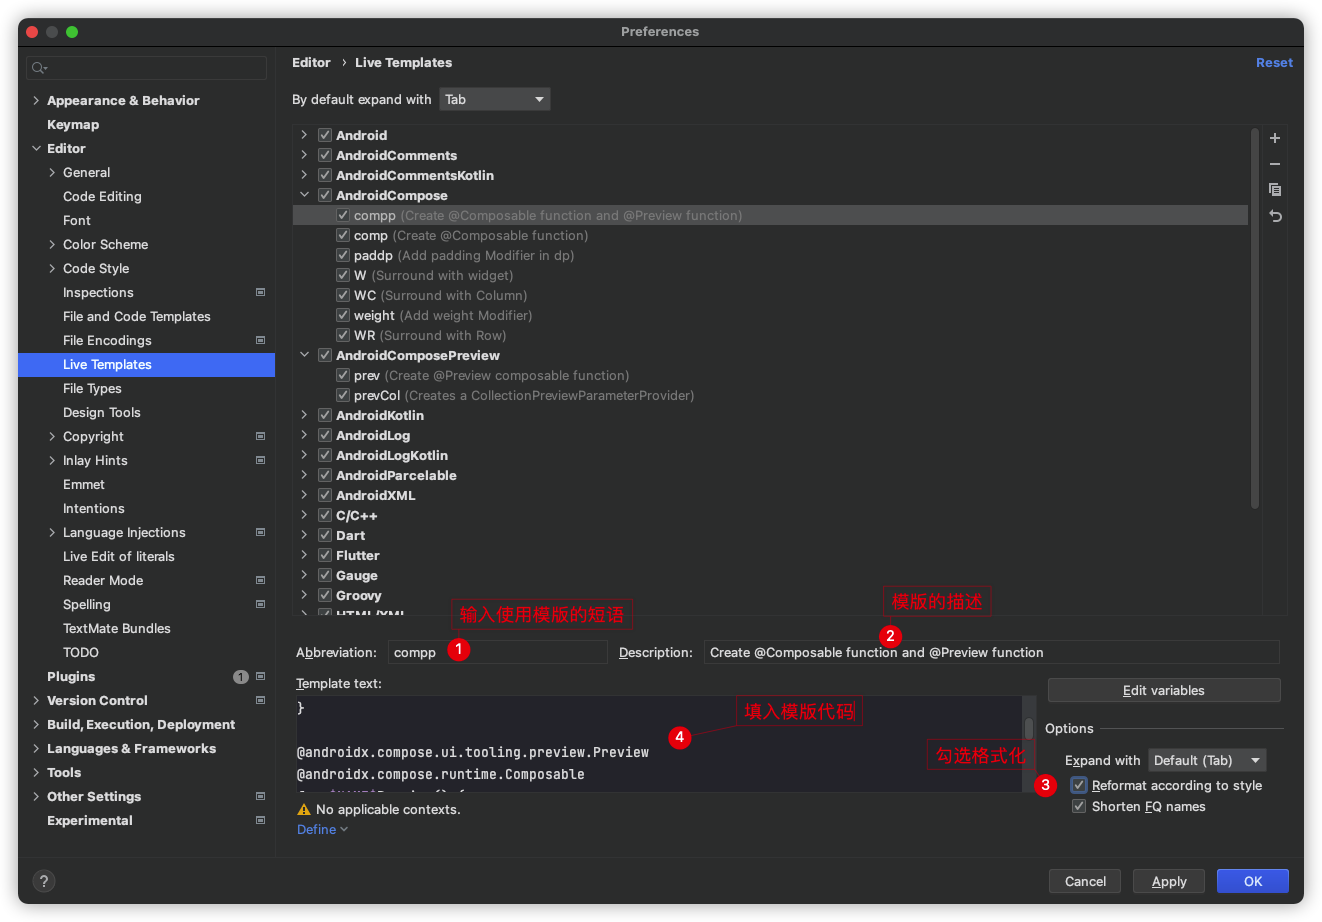 Preferences
Editor › Live Templates
Reset
By default expand with Tab
Appearance & Behavior
Keymap
Editor
General
Code Editing
Font
Color Scheme
Code Style
Inspections
File and Code Templates
File Encodings
Live Templates
File Types
Design Tools
Copyright
Inlay Hints
Emmet
Intentions
Language Injections
Live Edit of literals
Reader Mode
Spelling
TextMate Bundles
TODO
Plugins 1
Version Control
Build, Execution, Deployment
Languages & Frameworks
Tools
Other Settings
Experimental
Android
AndroidComments
AndroidCommentsKotlin
AndroidCompose
compp (Create @Composable function and @Preview function)
comp (Create @Composable function)
paddp (Add padding Modifier in dp)
W (Surround with widget)
WC (Surround with Column)
weight (Add weight Modifier)
WR (Surround with Row)
AndroidComposePreview
prev (Create @Preview composable function)
prevCol (Creates a CollectionPreviewParameterProvider)
AndroidKotlin
AndroidLog
AndroidLogKotlin
AndroidParcelable
AndroidXML
C/C++
Dart
Flutter
Gauge
Groovy
HTML/XML
输入使用模版的短语
模版的描述
Abbreviation: compp 1
2
Description: Create @Composable function and @Preview function
Template text:
}
@androidx.compose.ui.tooling.preview.Preview
@androidx.compose.runtime.Composable
填入模版代码
4
勾选格式化
3
Edit variables
Options
Expand with Default (Tab)
Reformat according to style
Shorten FQ names
No applicable contexts.
Define
?
Cancel
Apply
OK